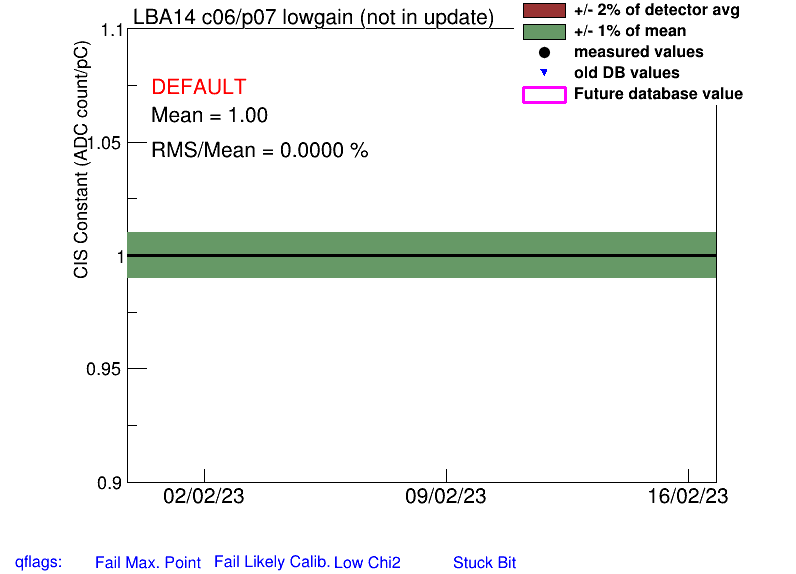 LBA14 c06/p07 lowgain (not in update)
+/- 2% of detector avg
+/- 1% of mean
measured values
old DB values
Future database value
DEFAULT
Mean = 1.00
RMS/Mean = 0.0000 %
CIS Constant (ADC count/pC)
1.1
1.05
1
0.95
0.9
02/02/23 09/02/23 16/02/23
qflags: Fail Max. Point Fail Likely Calib. Low Chi2 Stuck Bit